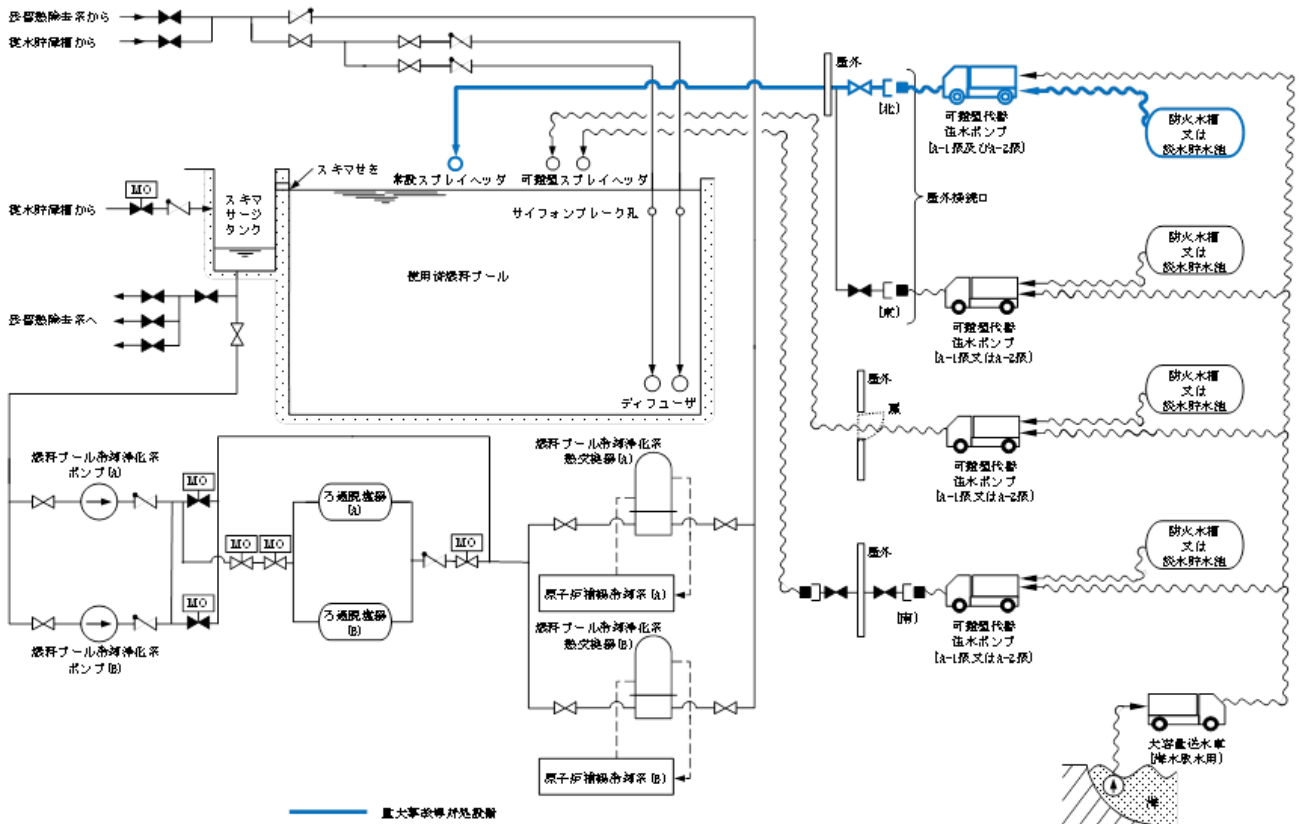 残留熱除去系から
復水貯蔵槽から
屋外
[北]
可搬型代替
注水ポンプ
[A-1級及びA-2級]
防火水槽
又は
淡水貯水池
スキマせき
常設スプレイヘッダ
可搬型スプレイヘッダ
MO
復水貯蔵槽から
スキマ
サージ
タンク
サイフォンブレーク孔
屋外接続口
防火水槽
又は
淡水貯水池
使用済燃料プール
[東]
可搬型代替
注水ポンプ
[A-1級又はA-2級]
残留熱除去系へ
ディフューザ
屋外
扉
防火水槽
又は
淡水貯水池
可搬型代替
注水ポンプ
[A-1級又はA-2級]
燃料プール冷却浄化系
ポンプ(A)
MO
燃料プール冷却浄化系
熱交換器(A)
ろ過脱塩器
(A)
MO
MO
MO
屋外
防火水槽
又は
淡水貯水池
原子炉補機冷却系(A)
[南]
可搬型代替
注水ポンプ
[A-1級又はA-2級]
MO
ろ過脱塩器
(B)
燃料プール冷却浄化系
ポンプ(B)
燃料プール冷却浄化系
熱交換器(B)
原子炉補機冷却系(B)
大容量送水車
[海水取水用]
海
重大事故等対処設備